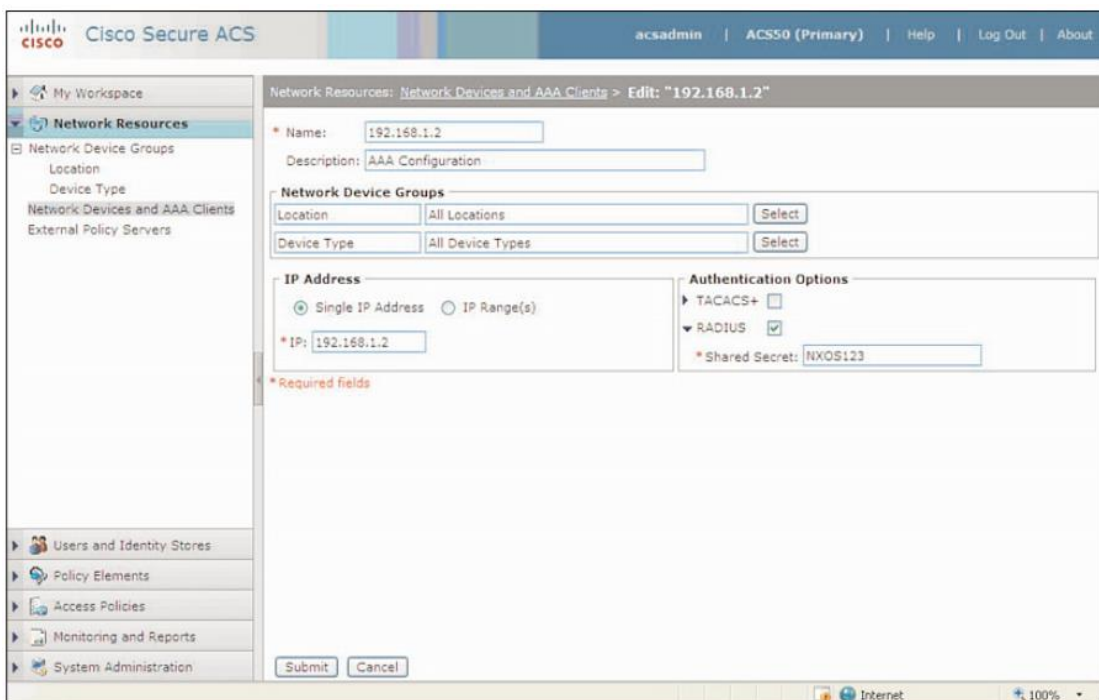 CISCO
Cisco Secure ACS
acsadmin | ACS50 (Primary) | Help | Log Out | About
My Workspace
Network Resources
Network Device Groups
Location
Device Type
Network Devices and AAA Clients
External Policy Servers
Users and Identity Stores
Policy Elements
Access Policies
Monitoring and Reports
System Administration
Network Resources: Network Devices and AAA Clients > Edit: "192.168.1.2"
* Name: 192.168.1.2
Description: AAA Configuration
Network Device Groups
Location All Locations Select
Device Type All Device Types Select
IP Address
Single IP Address IP Range(s)
* IP: 192.168.1.2
Authentication Options
TACACS+
RADIUS
* Shared Secret: NXOS123
* Required fields
Submit Cancel
Internet 100%